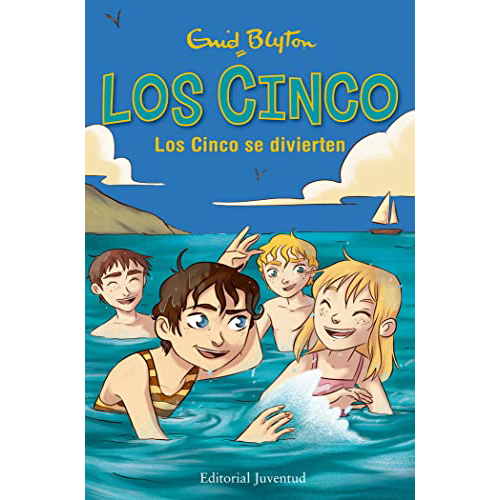 Enid Blyton
LOS CINCO
Los Cinco se divierten
Editorial Juventud